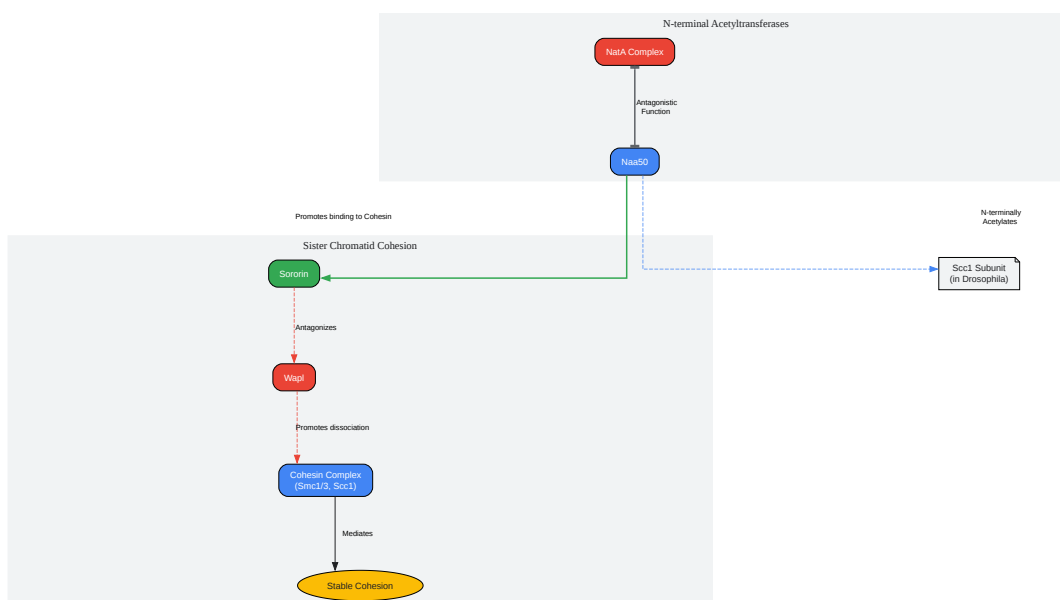 N-terminal Acetyltransferases
NatA Complex
Antagonistic
Function
Naa50
Promotes binding to Cohesin
N-terminally
Acetylates
Sister Chromatid Cohesion
Sororin
Scc1 Subunit
(in Drosophila)
Antagonizes
Wapl
Promotes dissociation
Cohesin Complex
(Smc1/3, Scc1)
Mediates
Stable Cohesion